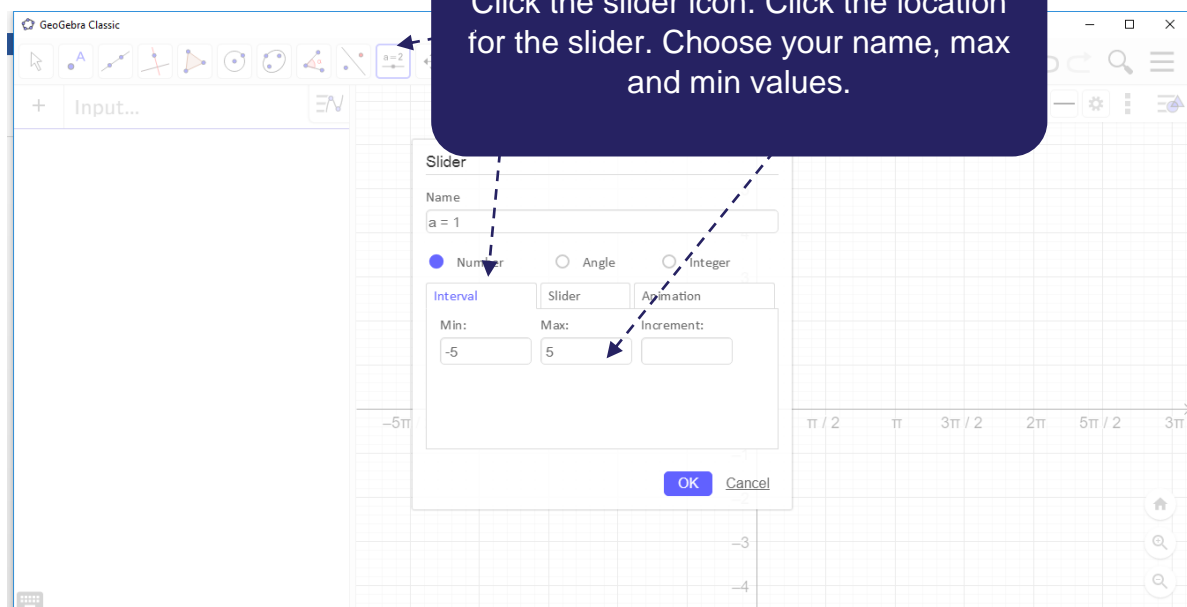 Click the slider icon. Click the location
for the slider. Choose your name, max
and min values.
GeoGebra Classic
A
a=2
+ Input...
Slider
Name
a = 1
Number Angle Integer
Interval Slider Animation
Min: Max: Increment:
-5 5
–5π π / 2 π 3π / 2 2π 5π / 2 3π
OK Cancel
–3
–4